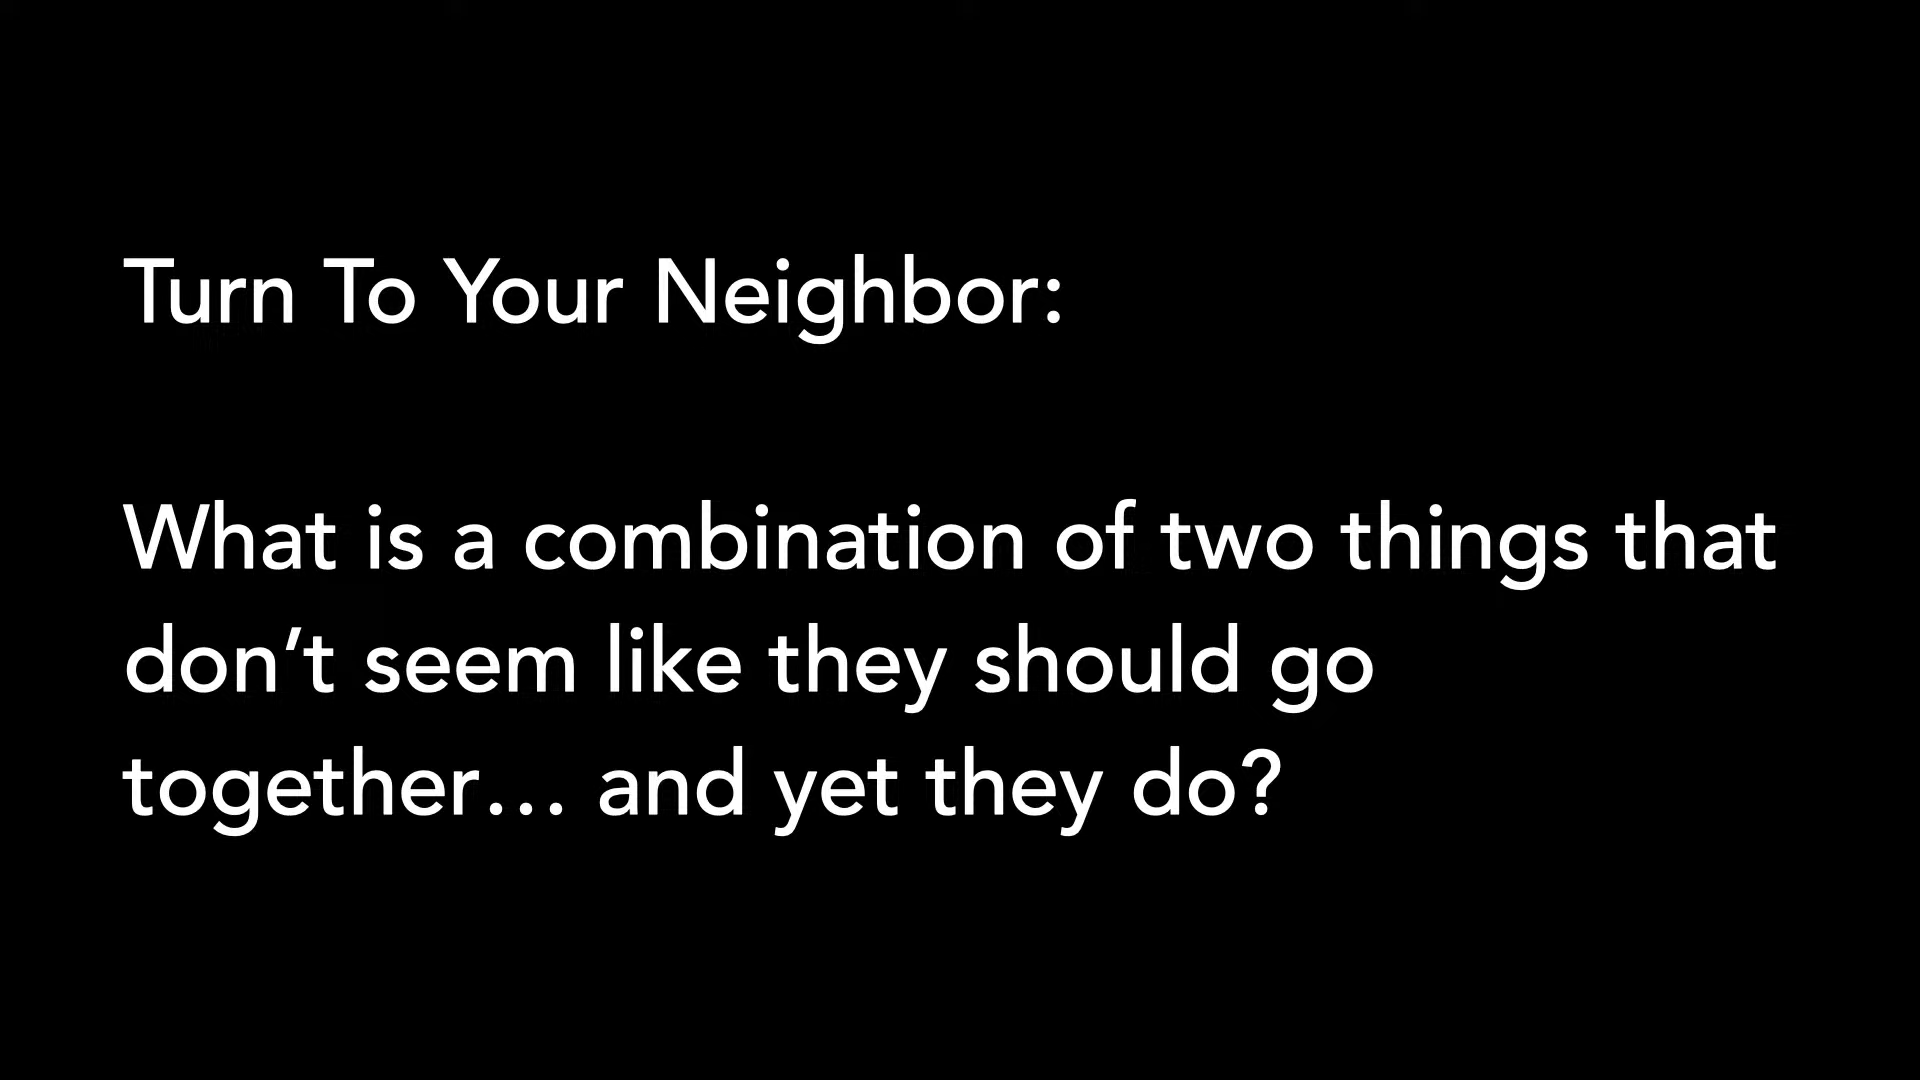 Turn To Your Neighbor:
What is a combination of two things that
don’t seem like they should go
together… and yet they do?